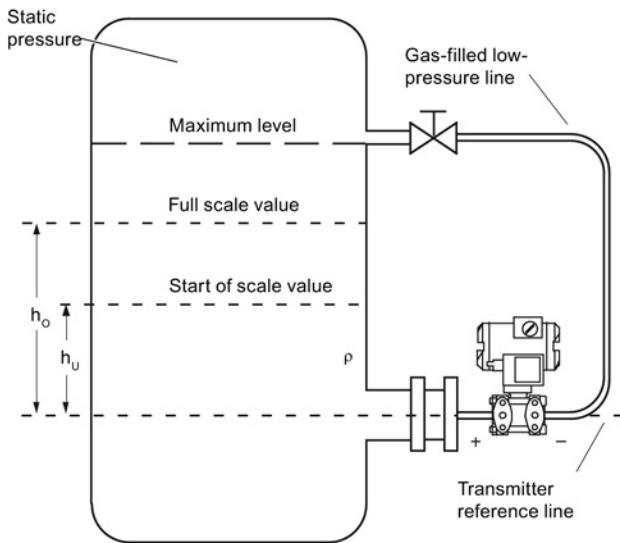 Static
pressure
Gas-filled low-
pressure line
Maximum level
Full scale value
Start of scale value
hO
hU
ρ
+ −
Transmitter
reference line